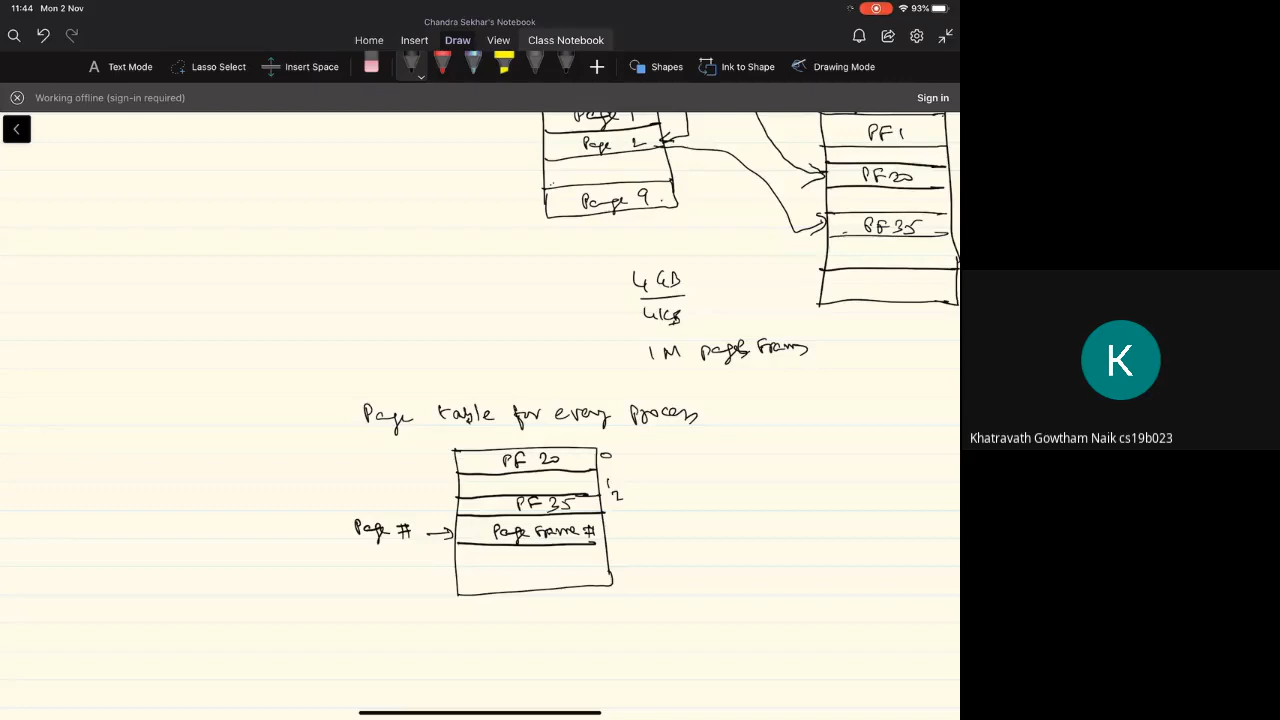 11:44 Mon 2 Nov
93%
Chandra Sekhar's Notebook
Home Insert Draw View Class Notebook
Text Mode Lasso Select Insert Space Shapes Ink to Shape Drawing Mode
Working offline (sign-in required) Sign in
Page 1
PF 1
Page 2
PF 20
Page 9
PF 35
4 GB
4KB
1 M pages frames
Page table for every process
PF 20 0
1
PF 35 2
Page # Page Frame #
K
Khatravath Gowtham Naik cs19b023